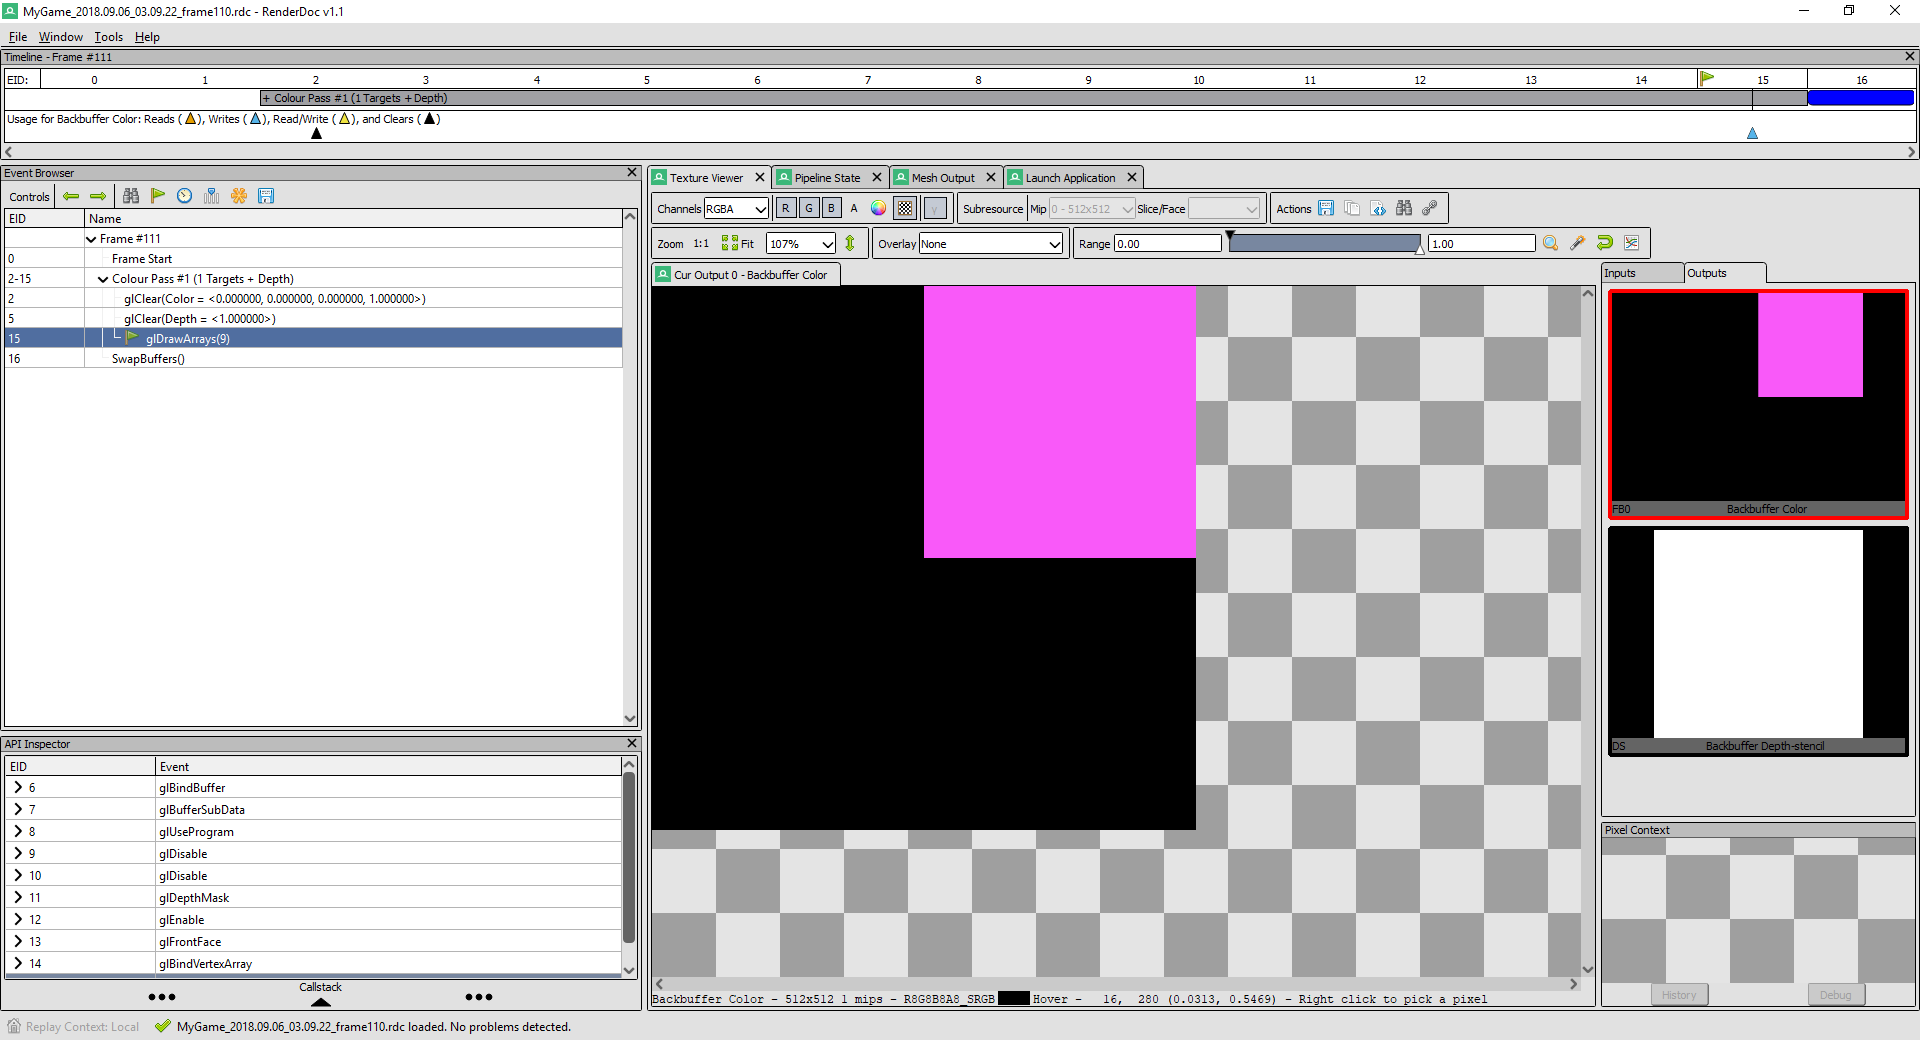 MyGame_2018.09.06_03.09.22_frame110.rdc - RenderDoc v1.1
File Window Tools Help
Timeline - Frame #111
EID: 0 1 2 3 4 5 6 7 8 9 10 11 12 13 14 15 16
+ Colour Pass #1 (1 Targets + Depth)
Usage for Backbuffer Color: Reads ( ), Writes ( ), Read/Write ( ), and Clears ( )
Event Browser
Controls
EID Name
Frame #111
0 Frame Start
2-15 Colour Pass #1 (1 Targets + Depth)
2 glClear(Color = <0.000000, 0.000000, 0.000000, 1.000000>)
5 glClear(Depth = <1.000000>)
15 glDrawArrays(9)
16 SwapBuffers()
API Inspector
EID Event
6 glBindBuffer
7 glBufferSubData
8 glUseProgram
9 glDisable
10 glDisable
11 glDepthMask
12 glEnable
13 glFrontFace
14 glBindVertexArray
Callstack
Texture Viewer Pipeline State Mesh Output Launch Application
Channels RGBA R G B A γ Subresource Mip 0 - 512x512 Slice/Face Actions
Zoom 1:1 Fit 107% Overlay None Range 0.00 1.00
Cur Output 0 - Backbuffer Color
Backbuffer Color - 512x512 1 mips - R8G8B8A8_SRGB Hover - 16, 280 (0.0313, 0.5469) - Right click to pick a pixel
Inputs Outputs
FB0 Backbuffer Color
DS Backbuffer Depth-stencil
Pixel Context
History Debug
Replay Context: Local MyGame_2018.09.06_03.09.22_frame110.rdc loaded. No problems detected.